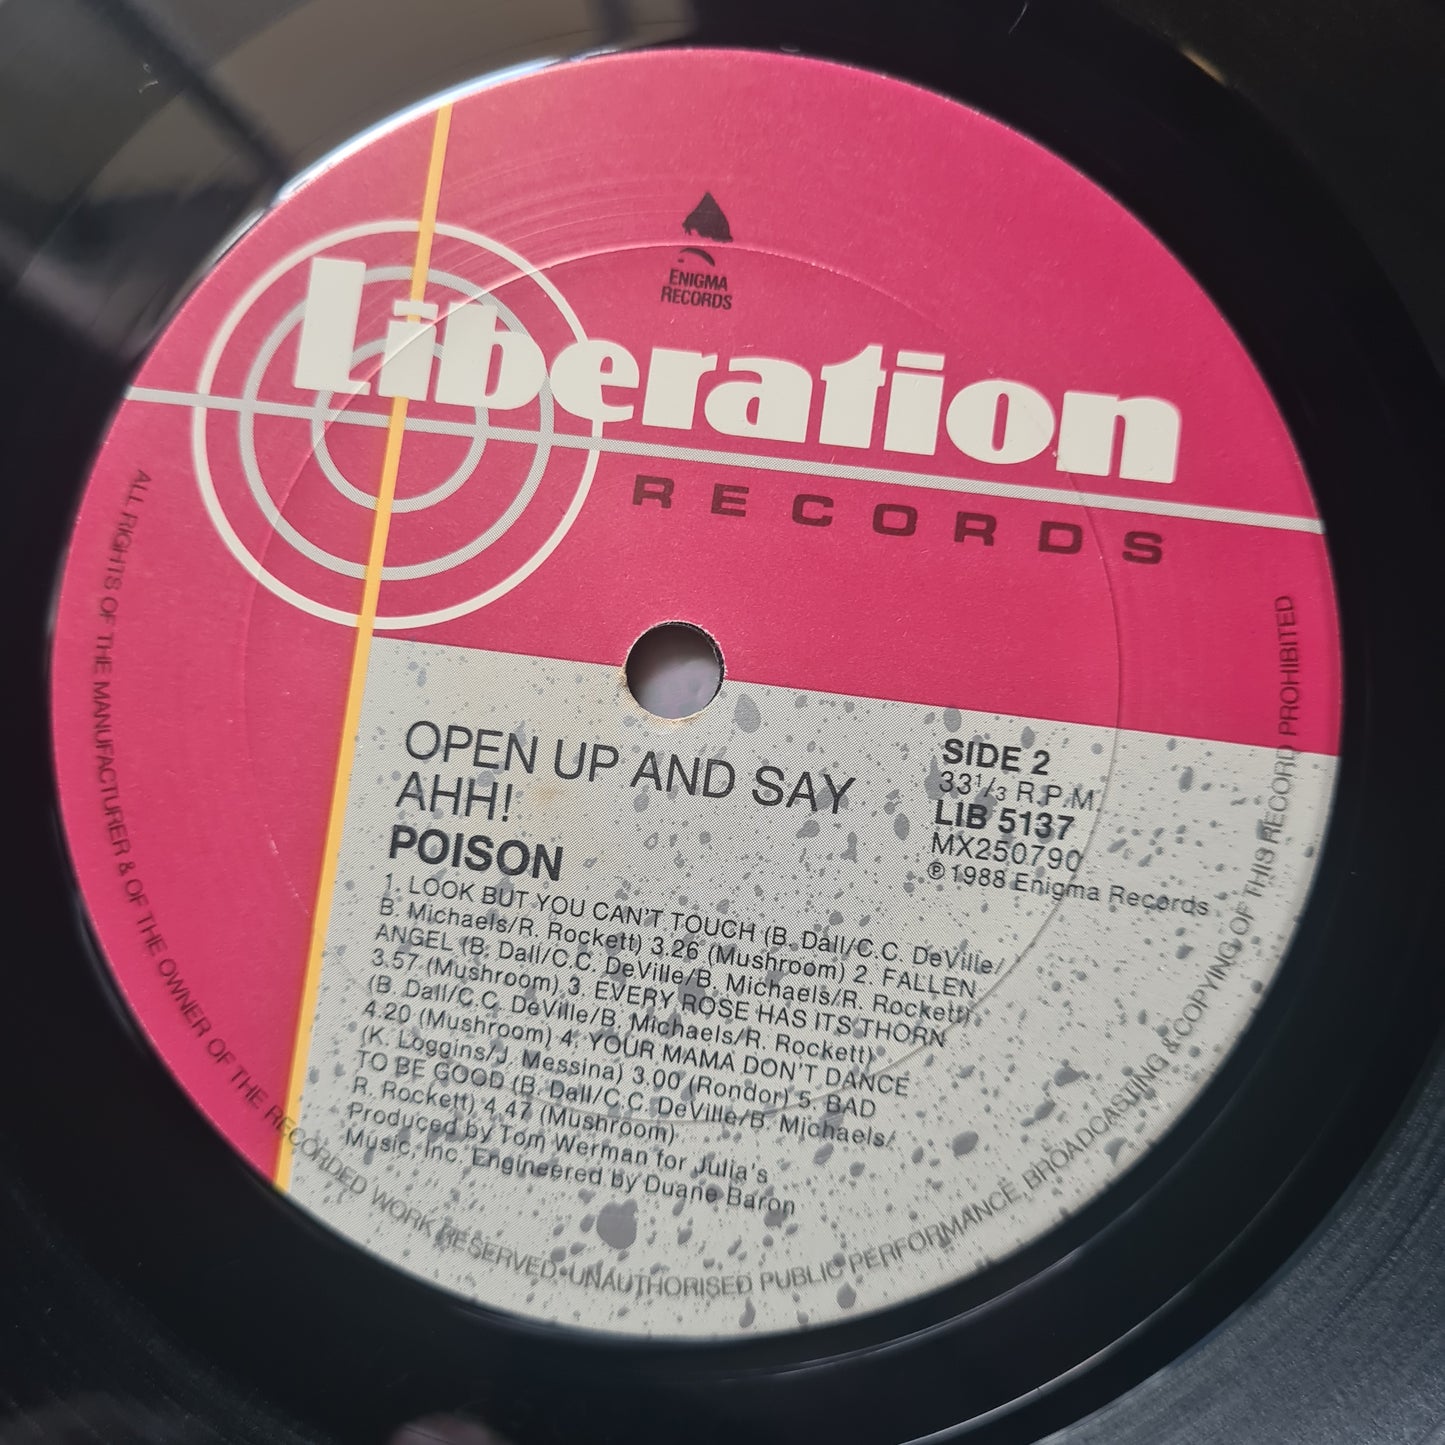 ENIGMA
RECORDS
Liberation
RECORDS
OPEN UP AND SAY
AHH!
POISON
SIDE 2
33 1/3 R.P.M.
LIB 5137
MX250790
℗ 1988 Enigma Records
1. LOOK BUT YOU CAN'T TOUCH (B. Dall/C.C. DeVille/
B. Michaels/R. Rockett) 3.26 (Mushroom) 2. FALLEN
ANGEL (B. Dall/C.C. DeVille/B. Michaels/R. Rockett)
3.57 (Mushroom) 3. EVERY ROSE HAS ITS THORN
(B. Dall/C.C. DeVille/B. Michaels/R. Rockett)
4.20 (Mushroom) 4. YOUR MAMA DON'T DANCE
(K. Loggins/J. Messina) 3.00 (Rondor) 5. BAD
TO BE GOOD (B. Dall/C.C. DeVille/B. Michaels/
R. Rockett) 4.47 (Mushroom)
Produced by Tom Werman for Julia's
Music, Inc. Engineered by Duane Baron
ALL RIGHTS OF THE MANUFACTURER & OF THE OWNER OF THE RECORDED WORK RESERVED•UNAUTHORISED PUBLIC PERFORMANCE BROADCASTING & COPYING OF THIS RECORD PROHIBITED